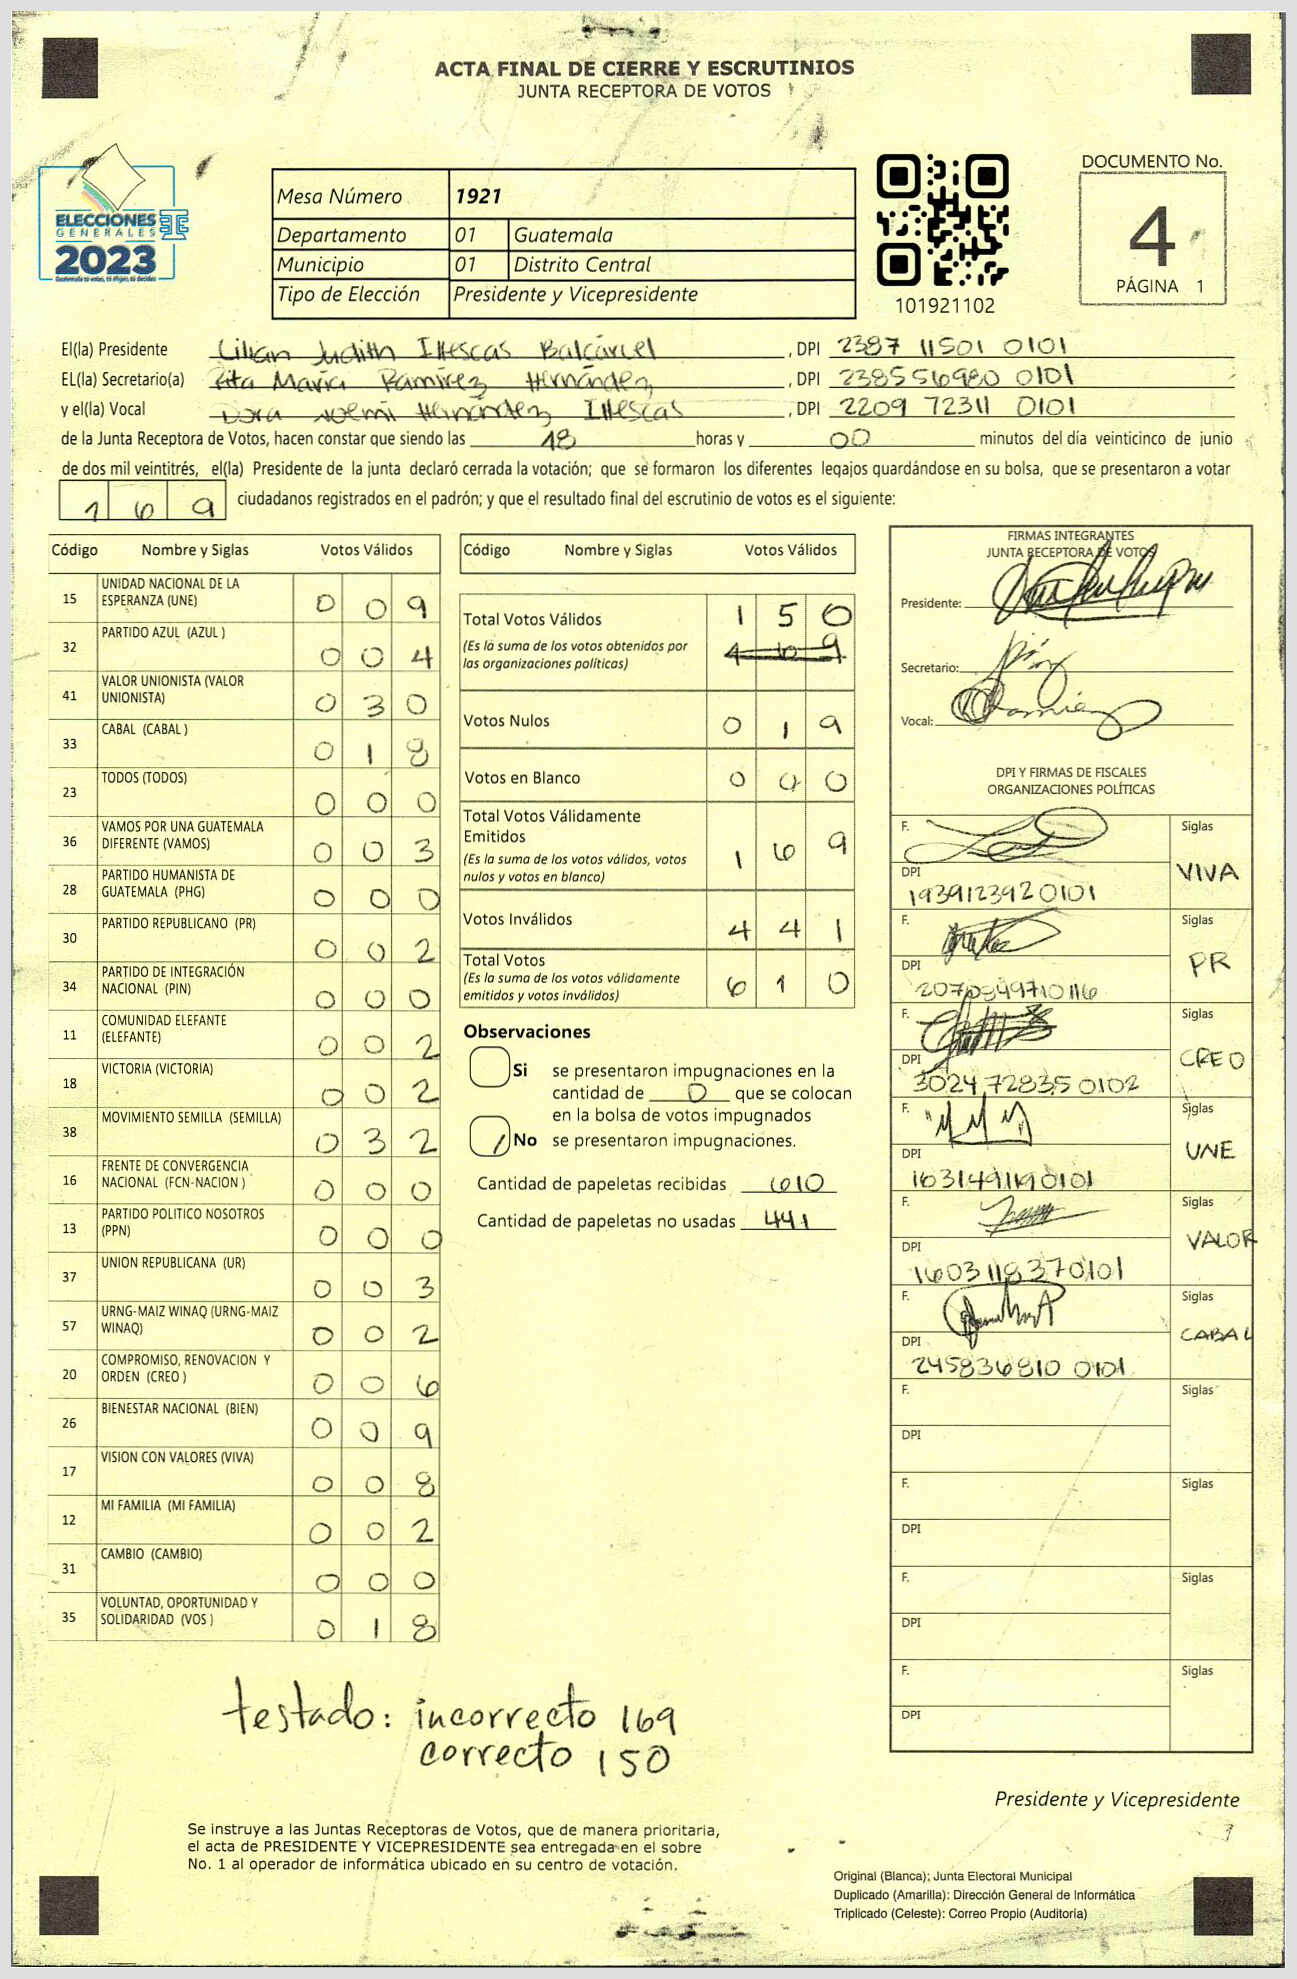 ACTA FINAL DE CIERRE Y ESCRUTINIOS
JUNTA RECEPTORA DE VOTOS
ELECCIONES
GENERALES
2023
Mesa Número 1921
Departamento 01 Guatemala
Municipio 01 Distrito Central
Tipo de Elección Presidente y Vicepresidente
101921102
DOCUMENTO No.
4
PÁGINA 1
El(la) Presidente Lilian Judith Illescas Balcárcel, DPI 2387 11501 0101
EL(la) Secretario(a) Rita María Ramírez Hernández, DPI 238556980 0101
y el(la) Vocal Dora Noemi Hernández Illescas, DPI 2209 72311 0101
de la Junta Receptora de Votos, hacen constar que siendo las 18 horas y 00 minutos del día veinticinco de junio
de dos mil veintitrés, el(la) Presidente de la junta declaró cerrada la votación; que se formaron los diferentes legajos guardándose en su bolsa, que se presentaron a votar
169 ciudadanos registrados en el padrón; y que el resultado final del escrutinio de votos es el siguiente:
Código Nombre y Siglas Votos Válidos
15 UNIDAD NACIONAL DE LA ESPERANZA (UNE) 0 0 9
32 PARTIDO AZUL (AZUL ) 0 0 4
41 VALOR UNIONISTA (VALOR UNIONISTA) 0 3 0
33 CABAL (CABAL ) 0 1 8
23 TODOS (TODOS) 0 0 0
36 VAMOS POR UNA GUATEMALA DIFERENTE (VAMOS) 0 0 3
28 PARTIDO HUMANISTA DE GUATEMALA (PHG) 0 0 0
30 PARTIDO REPUBLICANO (PR) 0 0 2
34 PARTIDO DE INTEGRACIÓN NACIONAL (PIN) 0 0 0
11 COMUNIDAD ELEFANTE (ELEFANTE) 0 0 2
18 VICTORIA (VICTORIA) 0 0 2
38 MOVIMIENTO SEMILLA (SEMILLA) 0 3 2
16 FRENTE DE CONVERGENCIA NACIONAL (FCN-NACION ) 0 0 0
13 PARTIDO POLITICO NOSOTROS (PPN) 0 0 0
37 UNION REPUBLICANA (UR) 0 0 3
57 URNG-MAIZ WINAQ (URNG-MAIZ WINAQ) 0 0 2
20 COMPROMISO, RENOVACION Y ORDEN (CREO ) 0 0 6
26 BIENESTAR NACIONAL (BIEN) 0 0 9
17 VISION CON VALORES (VIVA) 0 0 8
12 MI FAMILIA (MI FAMILIA) 0 0 2
31 CAMBIO (CAMBIO) 0 0 0
35 VOLUNTAD, OPORTUNIDAD Y SOLIDARIDAD (VOS ) 0 1 8
Código Nombre y Siglas Votos Válidos
Total Votos Válidos 1 5 0
(Es la suma de los votos obtenidos por las organizaciones políticas) 1 6 9
Votos Nulos 0 1 9
Votos en Blanco 0 0 0
Total Votos Válidamente Emitidos
(Es la suma de los votos válidos, votos nulos y votos en blanco) 1 6 9
Votos Inválidos 4 4 1
Total Votos
(Es la suma de los votos válidamente emitidos y votos inválidos) 6 1 0
Observaciones
Si se presentaron impugnaciones en la
cantidad de 0 que se colocan
en la bolsa de votos impugnados
No se presentaron impugnaciones.
Cantidad de papeletas recibidas 610
Cantidad de papeletas no usadas 441
FIRMAS INTEGRANTES
JUNTA RECEPTORA DE VOTOS
Presidente:
Secretario:
Vocal:
DPI Y FIRMAS DE FISCALES
ORGANIZACIONES POLÍTICAS
F. Siglas VIVA
DPI 193912392 0101
F. Siglas PR
DPI 2070849710116
F. Siglas CREO
DPI 3024 72835 0102
F. Siglas UNE
DPI 1631491190101
F. Siglas VALOR
DPI 1603118370101
F. Siglas CABAL
DPI 245836810 0101
F. Siglas
DPI
F. Siglas
DPI
F. Siglas
DPI
F. Siglas
DPI
testado: incorrecto 169
correcto 150
Presidente y Vicepresidente
Se instruye a las Juntas Receptoras de Votos, que de manera prioritaria,
el acta de PRESIDENTE Y VICEPRESIDENTE sea entregada en el sobre
No. 1 al operador de informática ubicado en su centro de votación.
Original (Blanca); Junta Electoral Municipal
Duplicado (Amarilla): Dirección General de Informática
Triplicado (Celeste): Correo Propio (Auditoría)